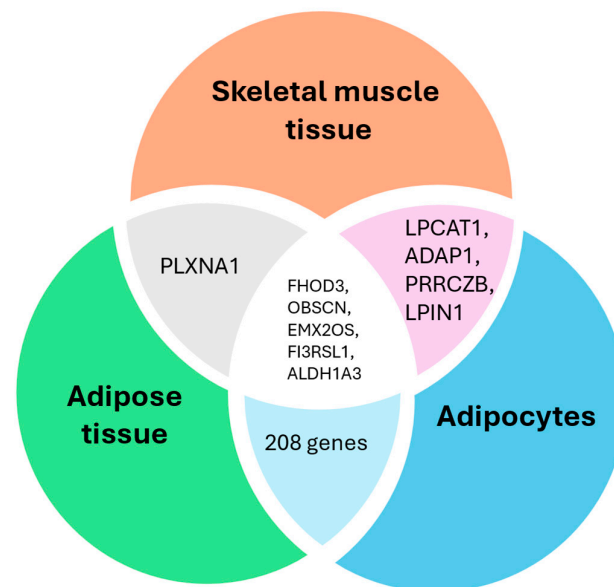 Skeletal muscle
tissue
PLXNA1
LPCAT1,
ADAP1,
PRRCZB,
LPIN1
FHOD3,
OBSCN,
EMX2OS,
FI3RSL1,
ALDH1A3
Adipose
tissue
Adipocytes
208 genes